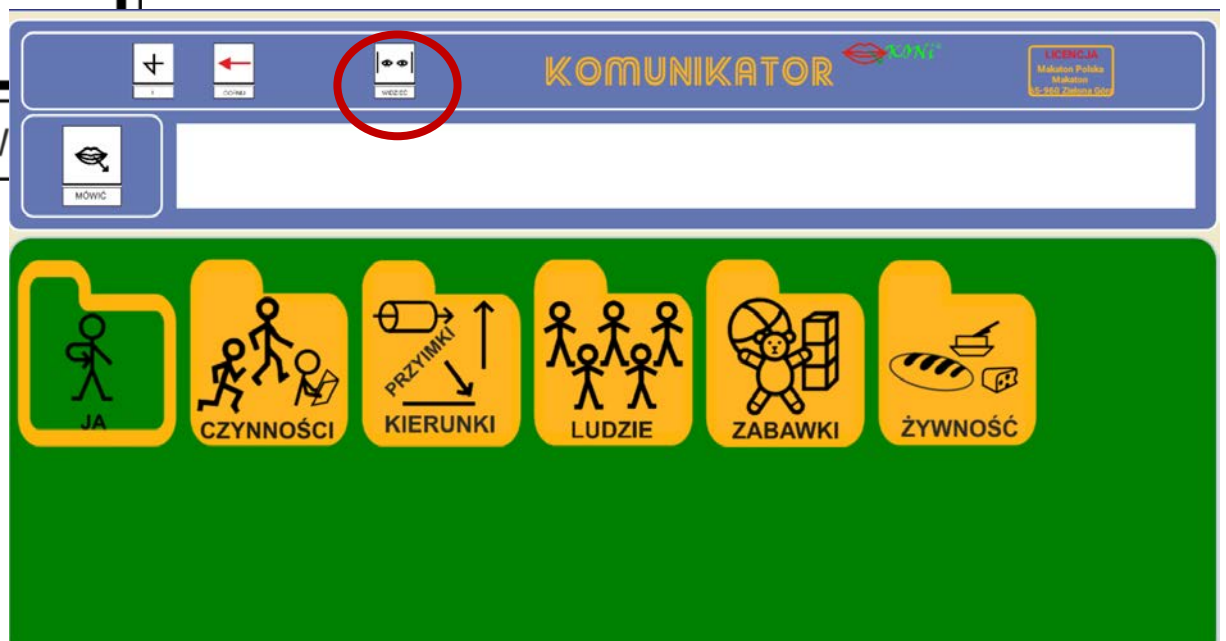 I
COFNIJ
WIDZIEĆ
KOMUNIKATOR
KONi
LICENCJA
Makaton Polska
Makaton
65-960 Zielona Góra
MÓWIĆ
PRZYIMKI
JA
CZYNNOŚCI
KIERUNKI
LUDZIE
ZABAWKI
ŻYWNOŚĆ